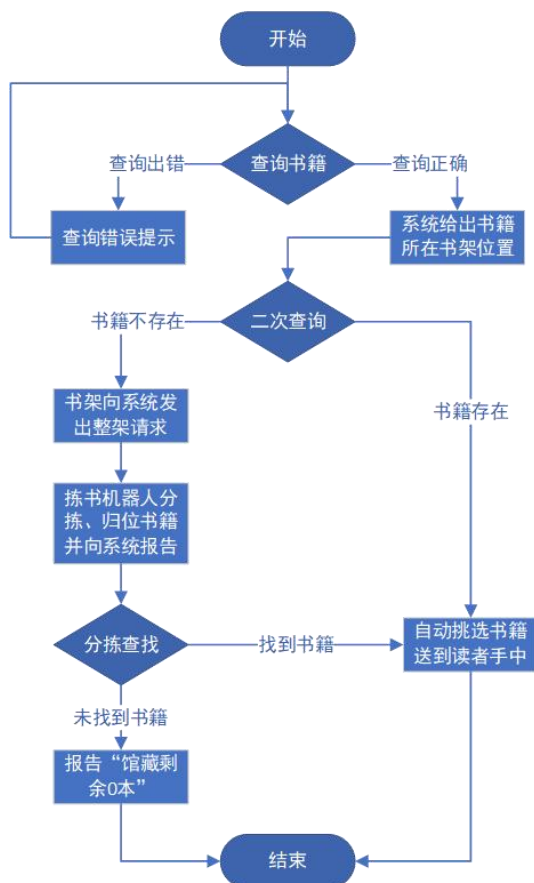 开始
查询书籍
查询出错
查询正确
查询错误提示
系统给出书籍
所在书架位置
二次查询
书籍不存在
书籍存在
书架向系统发
出整架请求
拣书机器人分
拣、归位书籍
并向系统报告
分拣查找
找到书籍
自动挑选书籍
送到读者手中
未找到书籍
报告“馆藏剩
余0本”
结束